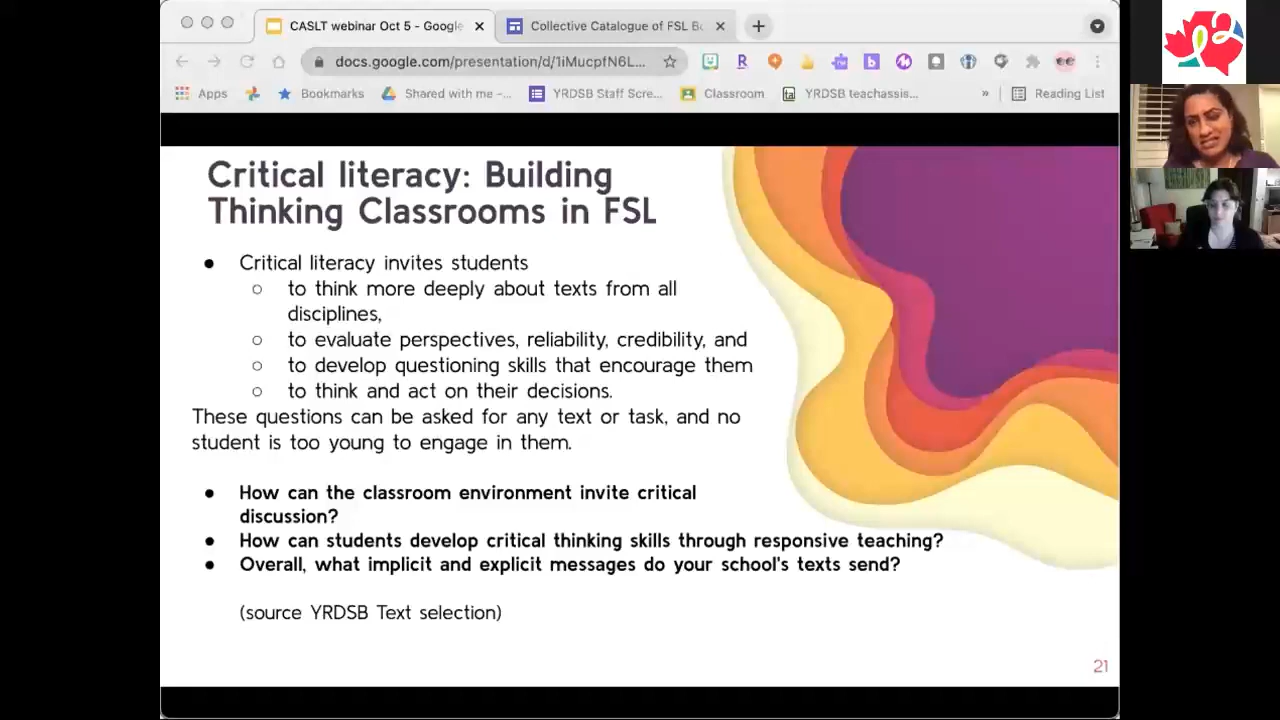 CASLT webinar Oct 5 - Google
Collective Catalogue of FSL Bo
docs.google.com/presentation/d/1iMucpfN6L...
Apps
Bookmarks
Shared with me -...
YRDSB Staff Scre...
Classroom
ta
YRDSB teachassis...
»
Reading List
Critical literacy: Building
Thinking Classrooms in FSL
● Critical literacy invites students
○ to think more deeply about texts from all
disciplines,
○ to evaluate perspectives, reliability, credibility, and
○ to develop questioning skills that encourage them
○ to think and act on their decisions.
These questions can be asked for any text or task, and no
student is too young to engage in them.
● How can the classroom environment invite critical
discussion?
● How can students develop critical thinking skills through responsive teaching?
● Overall, what implicit and explicit messages do your school's texts send?
(source YRDSB Text selection)
21